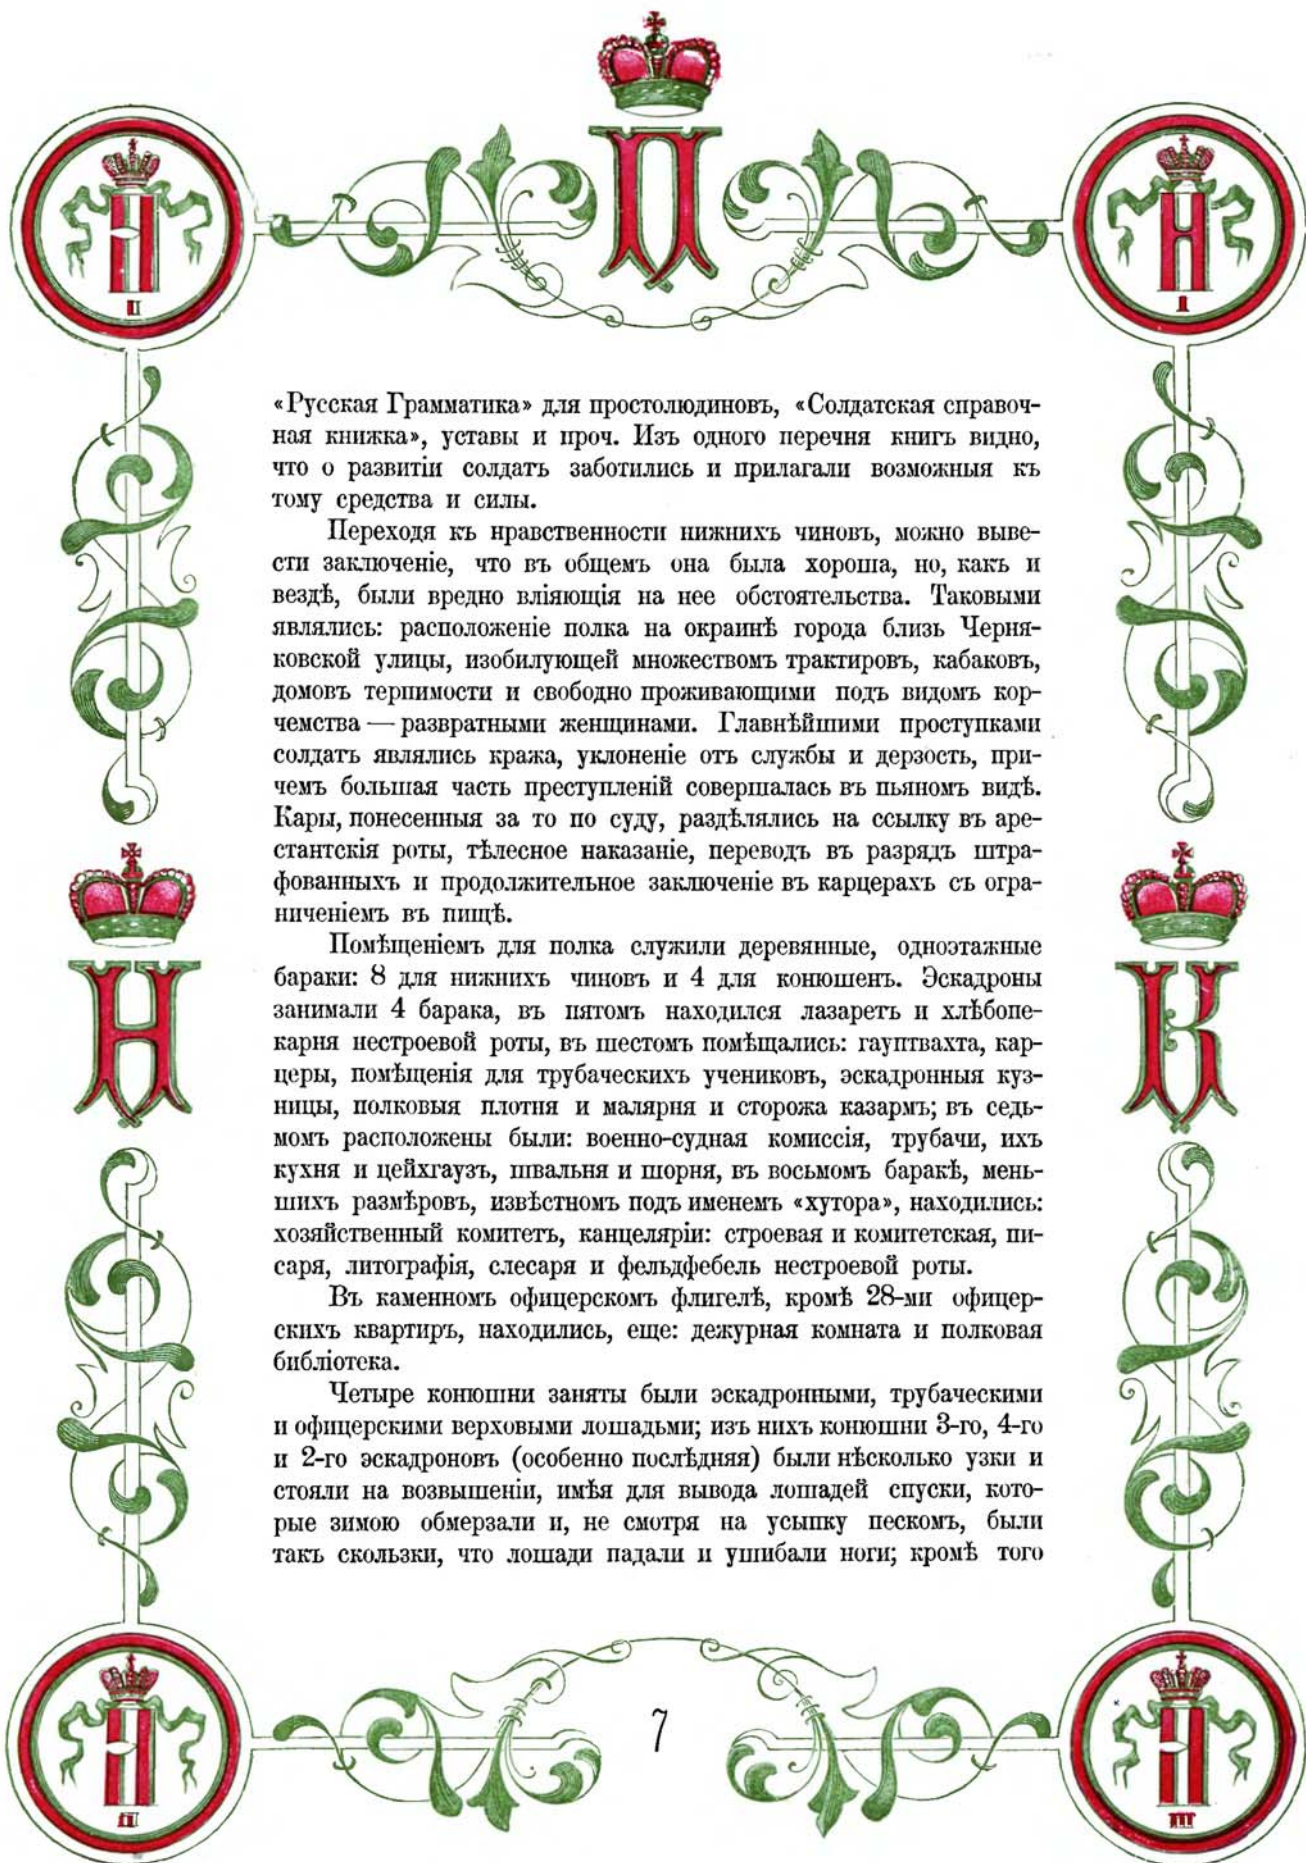 П
II
I
«Русская Грамматика» для простолюдиновъ, «Солдатская справоч-
ная книжка», уставы и проч. Изъ одного перечня книгъ видно,
что о развитіи солдатъ заботились и прилагали возможныя къ
тому средства и силы.
Переходя къ нравственности нижнихъ чиновъ, можно выве-
сти заключеніе, что въ общемъ она была хороша, но, какъ и
вездѣ, были вредно вліяющія на нее обстоятельства. Таковыми
являлись: расположеніе полка на окраинѣ города близь Черня-
ковской улицы, изобилующей множествомъ трактировъ, кабаковъ,
домовъ терпимости и свободно проживающими подъ видомъ кор-
чемства — развратными женщинами. Главнѣйшими проступками
солдатъ являлись кража, уклоненіе отъ службы и дерзость, при-
чемъ большая часть преступленій совершалась въ пьяномъ видѣ.
Кары, понесенныя за то по суду, раздѣлялись на ссылку въ аре-
стантскія роты, тѣлесное наказаніе, переводъ въ разрядъ штра-
фованныхъ и продолжительное заключеніе въ карцерахъ съ огра-
ниченіемъ въ пищѣ.
Помѣщеніемъ для полка служили деревянные, одноэтажные
бараки: 8 для нижнихъ чиновъ и 4 для конюшенъ. Эскадроны
занимали 4 барака, въ пятомъ находился лазаретъ и хлѣбопе-
карня нестроевой роты, въ шестомъ помѣщались: гауптвахта, кар-
церы, помѣщенія для трубаческихъ учениковъ, эскадронныя куз-
ницы, полковыя плотня и малярня и сторожа казармъ; въ седь-
момъ расположены были: военно-судная комиссія, трубачи, ихъ
кухня и цейхгаузъ, швальня и шорня, въ восьмомъ баракѣ, мень-
шихъ размѣровъ, извѣстномъ подъ именемъ «хутора», находились:
хозяйственный комитетъ, канцеляріи: строевая и комитетская, пи-
саря, литографія, слесаря и фельдфебель нестроевой роты.
Въ каменномъ офицерскомъ флигелѣ, кромѣ 28-ми офицер-
скихъ квартиръ, находились, еще: дежурная комната и полковая
библіотека.
Четыре конюшни заняты были эскадронными, трубаческими
и офицерскими верховыми лошадьми; изъ нихъ конюшни 3-го, 4-го
и 2-го эскадроновъ (особенно послѣдняя) были нѣсколько узки и
стояли на возвышеніи, имѣя для вывода лошадей спуски, кото-
рые зимою обмерзали и, не смотря на усыпку пескомъ, были
такъ скользки, что лошади падали и ушибали ноги; кромѣ того
Н
К
7
III